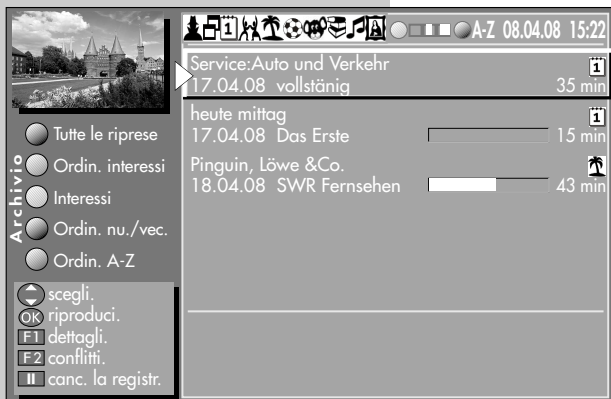 A-Z 08.04.08 15:22
Service:Auto und Verkehr 1
17.04.08 vollstänig 35 min
heute mittag 1
17.04.08 Das Erste 15 min
Pinguin, Löwe &Co.
18.04.08 SWR Fernsehen 43 min
Archivio
Tutte le riprese
Ordin. interessi
Interessi
Ordin. nu./vec.
Ordin. A-Z
scegli.
OK riproduci.
F1 dettagli.
F2 conflitti.
canc. la registr.